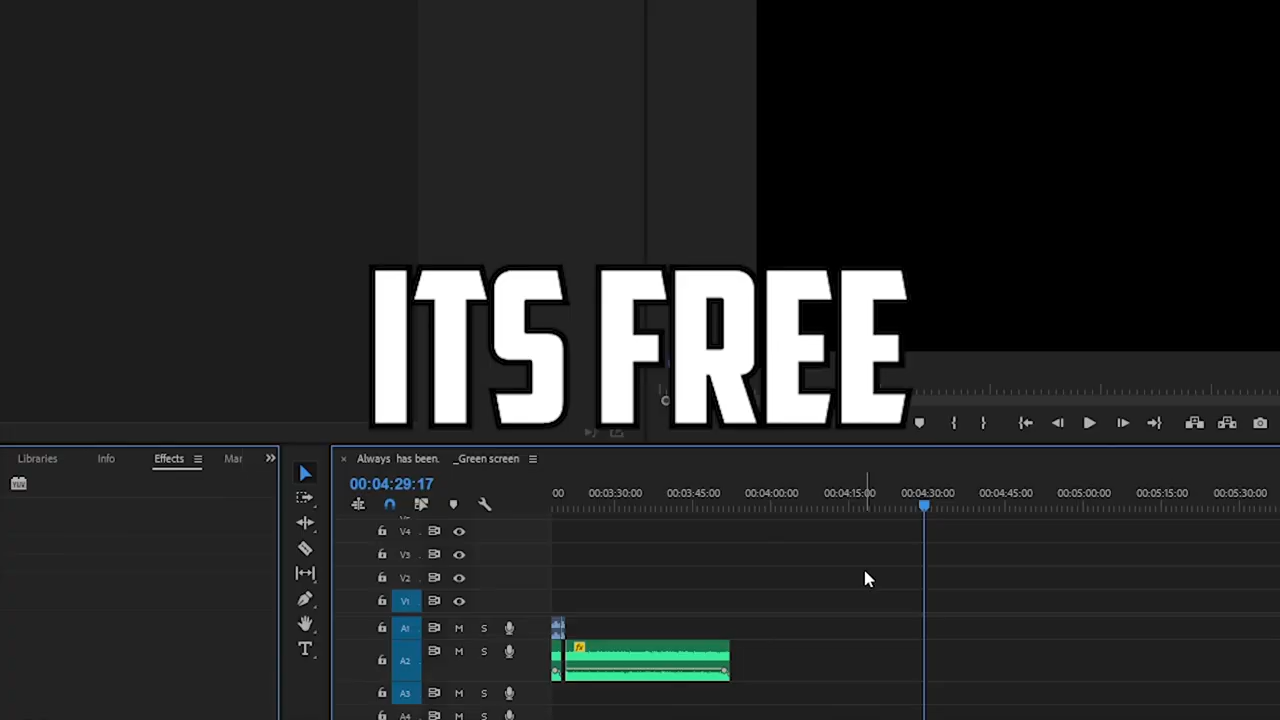 ITS FREE
Libraries
Info
Effects
Mar
Always has been. _Green screen
00:04:29:17
00
00:03:30:00
00:03:45:00
00:04:00:00
00:04:15:00
00:04:30:00
00:04:45:00
00:05:00:00
00:05:15:00
00:05:30:00
V4
V3
V2
V1
A1 M S
fx
A2 M S
A3 M S
A4 M S